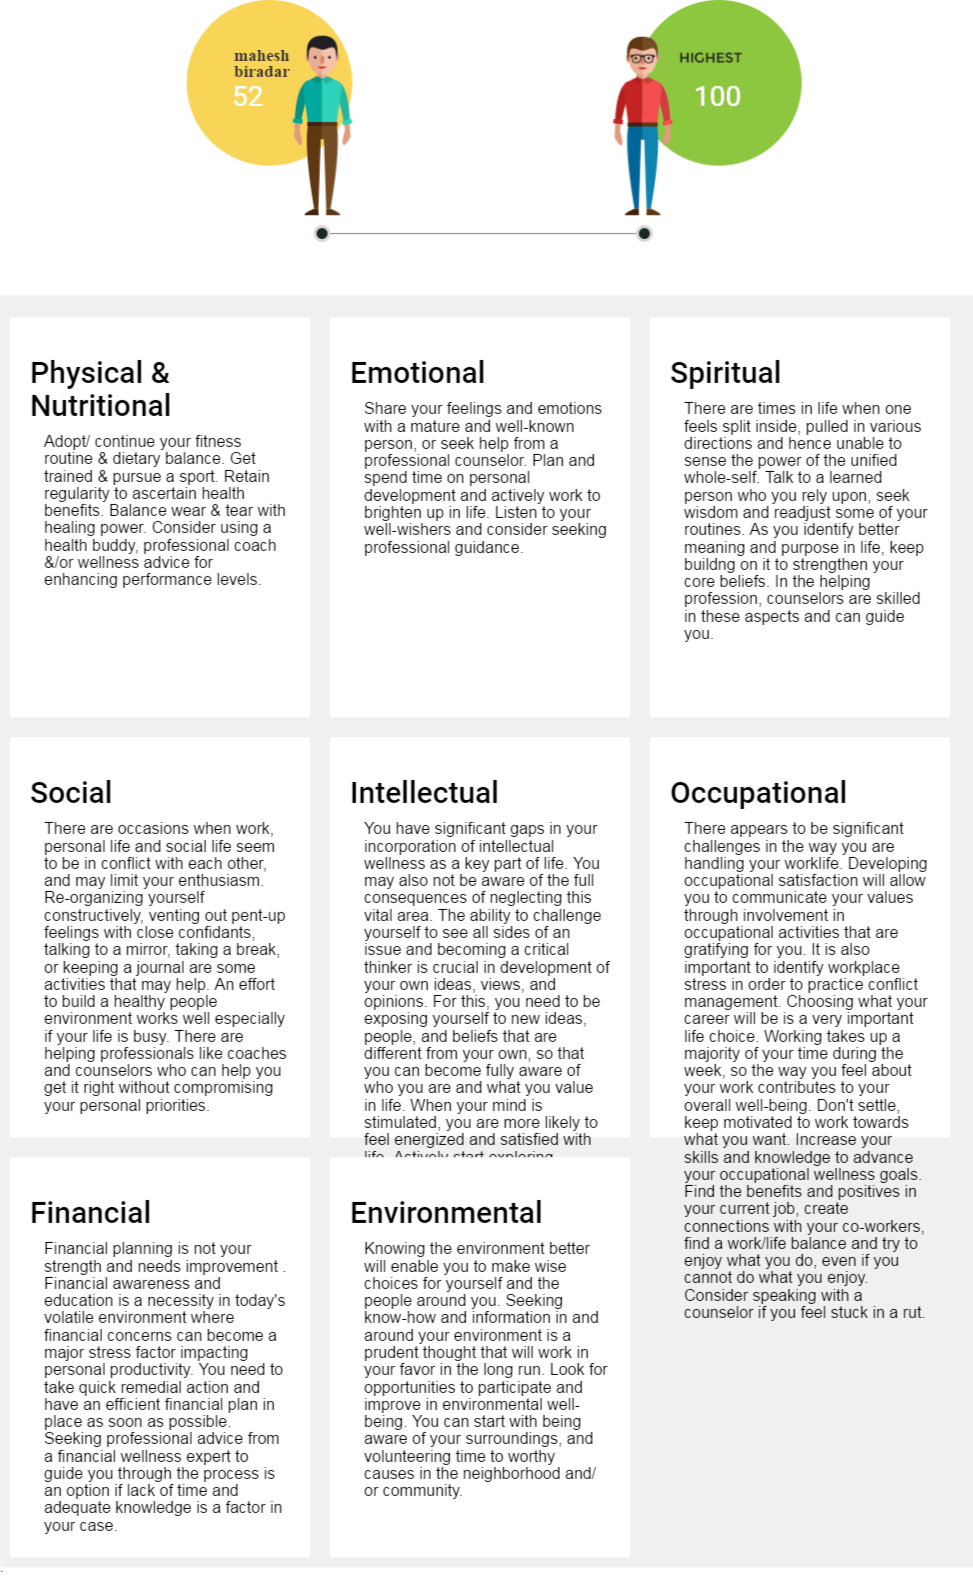 mahesh
biradar
52
HIGHEST
100
Physical &
Nutritional
Adopt/ continue your fitness
routine & dietary balance. Get
trained & pursue a sport. Retain
regularity to ascertain health
benefits. Balance wear & tear with
healing power. Consider using a
health buddy, professional coach
&/or wellness advice for
enhancing performance levels.
Emotional
Share your feelings and emotions
with a mature and well-known
person, or seek help from a
professional counselor. Plan and
spend time on personal
development and actively work to
brighten up in life. Listen to your
well-wishers and consider seeking
professional guidance.
Spiritual
There are times in life when one
feels split inside, pulled in various
directions and hence unable to
sense the power of the unified
whole-self. Talk to a learned
person who you rely upon, seek
wisdom and readjust some of your
routines. As you identify better
meaning and purpose in life, keep
buildng on it to strengthen your
core beliefs. In the helping
profession, counselors are skilled
in these aspects and can guide
you.
Social
There are occasions when work,
personal life and social life seem
to be in conflict with each other,
and may limit your enthusiasm.
Re-organizing yourself
constructively, venting out pent-up
feelings with close confidants,
talking to a mirror, taking a break,
or keeping a journal are some
activities that may help. An effort
to build a healthy people
environment works well especially
if your life is busy. There are
helping professionals like coaches
and counselors who can help you
get it right without compromising
your personal priorities.
Intellectual
You have significant gaps in your
incorporation of intellectual
wellness as a key part of life. You
may also not be aware of the full
consequences of neglecting this
vital area. The ability to challenge
yourself to see all sides of an
issue and becoming a critical
thinker is crucial in development of
your own ideas, views, and
opinions. For this, you need to be
exposing yourself to new ideas,
people, and beliefs that are
different from your own, so that
you can become fully aware of
who you are and what you value
in life. When your mind is
stimulated, you are more likely to
feel energized and satisfied with
life. Actively start exploring
Occupational
There appears to be significant
challenges in the way you are
handling your worklife. Developing
occupational satisfaction will allow
you to communicate your values
through involvement in
occupational activities that are
gratifying for you. It is also
important to identify workplace
stress in order to practice conflict
management. Choosing what your
career will be is a very important
life choice. Working takes up a
majority of your time during the
week, so the way you feel about
your work contributes to your
overall well-being. Don't settle,
keep motivated to work towards
what you want. Increase your
skills and knowledge to advance
your occupational wellness goals.
Find the benefits and positives in
your current job, create
connections with your co-workers,
find a work/life balance and try to
enjoy what you do, even if you
cannot do what you enjoy.
Consider speaking with a
counselor if you feel stuck in a rut.
Financial
Financial planning is not your
strength and needs improvement .
Financial awareness and
education is a necessity in today's
volatile environment where
financial concerns can become a
major stress factor impacting
personal productivity. You need to
take quick remedial action and
have an efficient financial plan in
place as soon as possible.
Seeking professional advice from
a financial wellness expert to
guide you through the process is
an option if lack of time and
adequate knowledge is a factor in
your case.
Environmental
Knowing the environment better
will enable you to make wise
choices for yourself and the
people around you. Seeking
know-how and information in and
around your environment is a
prudent thought that will work in
your favor in the long run. Look for
opportunities to participate and
improve in environmental well-
being. You can start with being
aware of your surroundings, and
volunteering time to worthy
causes in the neighborhood and/
or community.